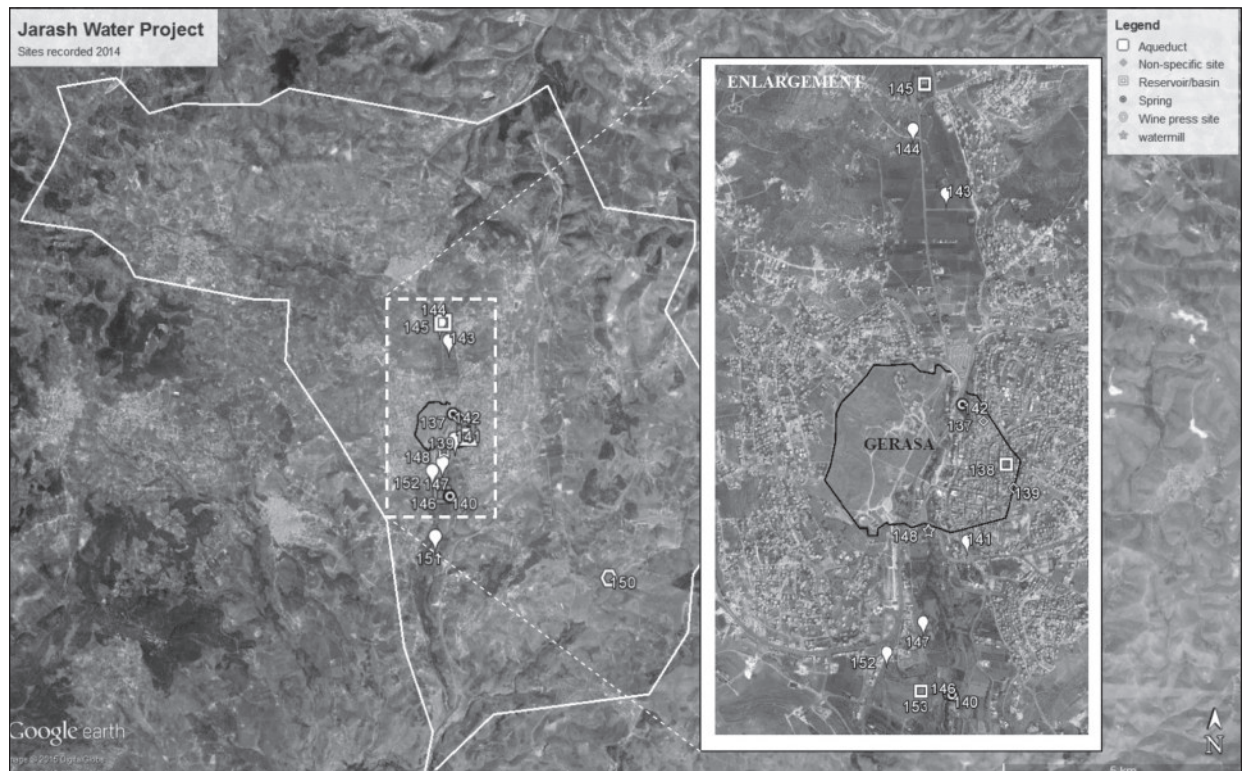 Jarash Water Project
Sites recorded 2014
Legend
Aqueduct
Non-specific site
Reservoir/basin
Spring
Wine press site
watermill
ENLARGEMENT
145
144
143
142
137
GERASA
138
139
148
141
147
152
146
153
140
144
145
143
137
142
139
141
148
152
147
146
140
151
150
Google earth
N
5 km